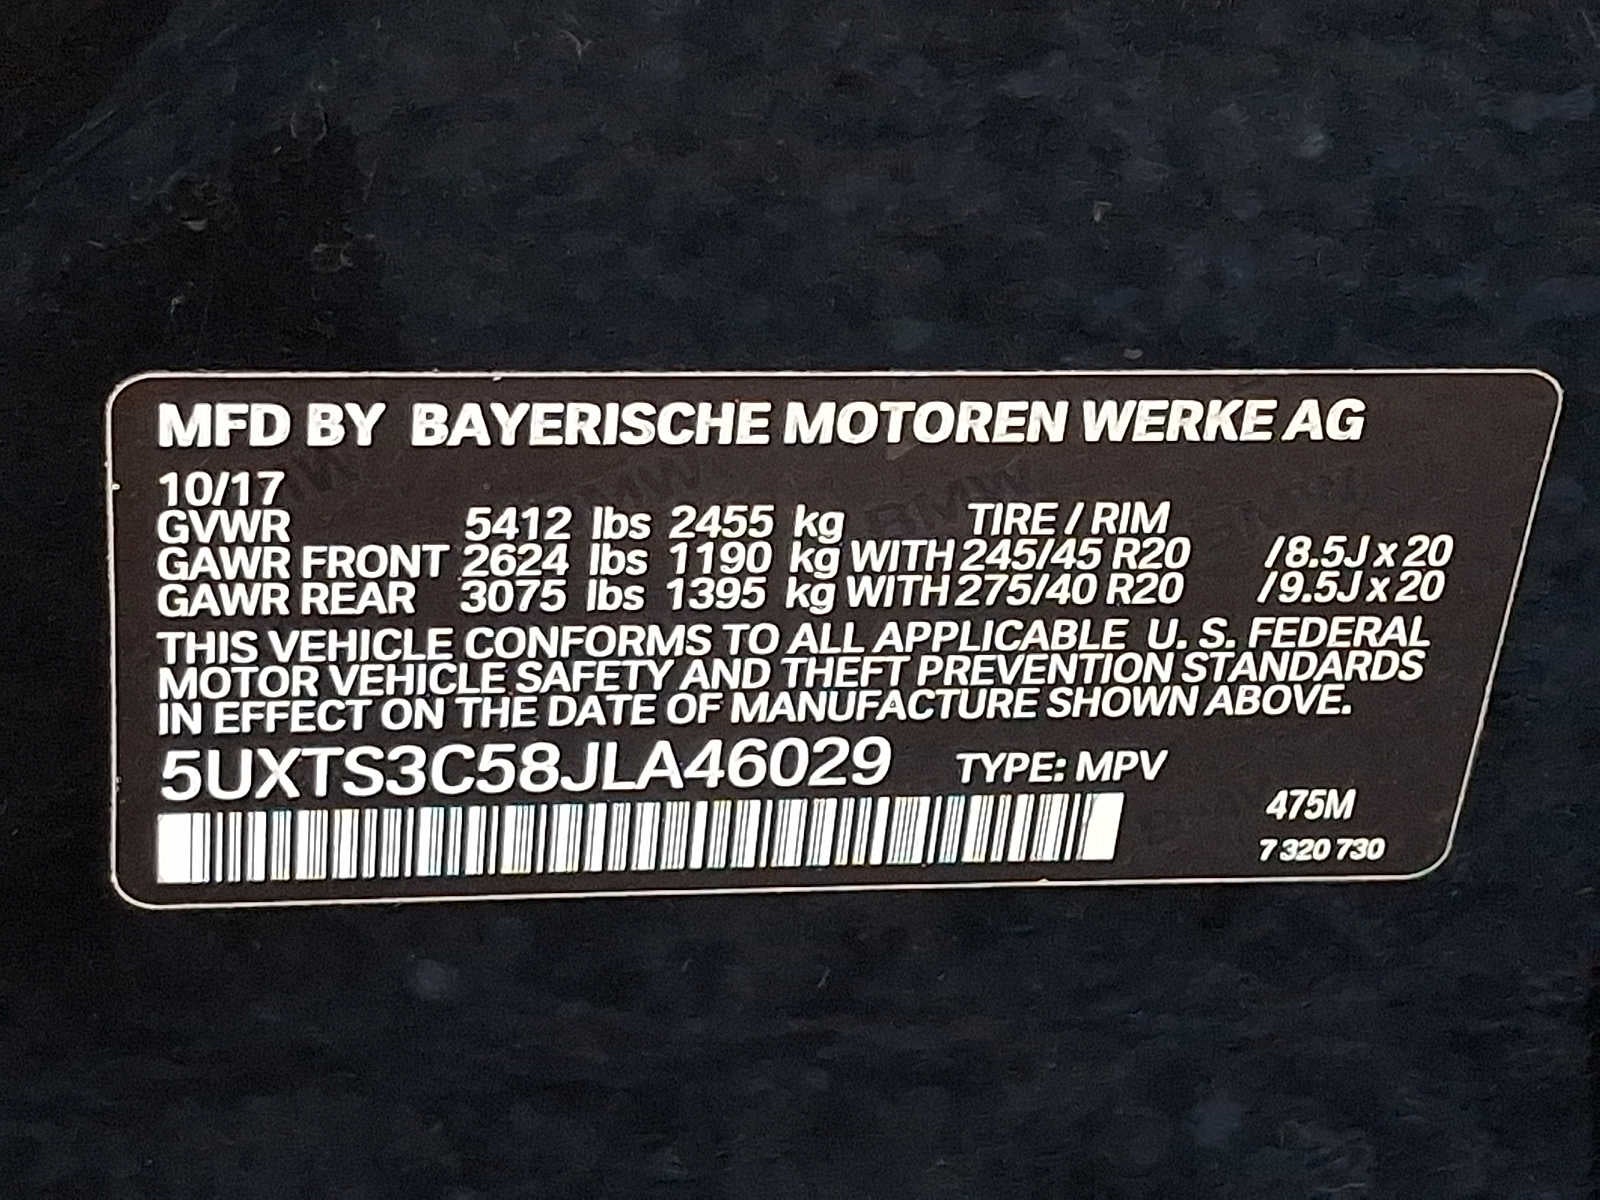 MFD BY BAYERISCHE MOTOREN WERKE AG
10/17
GVWR 5412 lbs 2455 kg TIRE / RIM
GAWR FRONT 2624 lbs 1190 kg WITH 245/45 R20 /8.5J x 20
GAWR REAR 3075 lbs 1395 kg WITH 275/40 R20 /9.5J x 20
THIS VEHICLE CONFORMS TO ALL APPLICABLE U. S. FEDERAL
MOTOR VEHICLE SAFETY AND THEFT PREVENTION STANDARDS
IN EFFECT ON THE DATE OF MANUFACTURE SHOWN ABOVE.
5UXTS3C58JLA46029 TYPE: MPV
475M
7 320 730